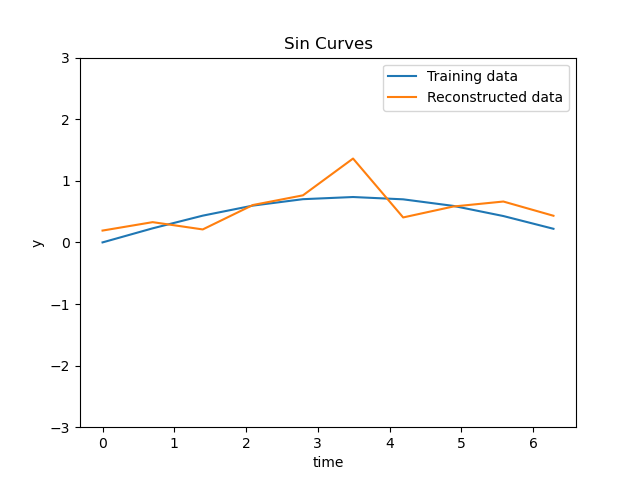 Sin Curves
Training data
Reconstructed data
3
2
1
0
−1
−2
−3
y
0 1 2 3 4 5 6
time